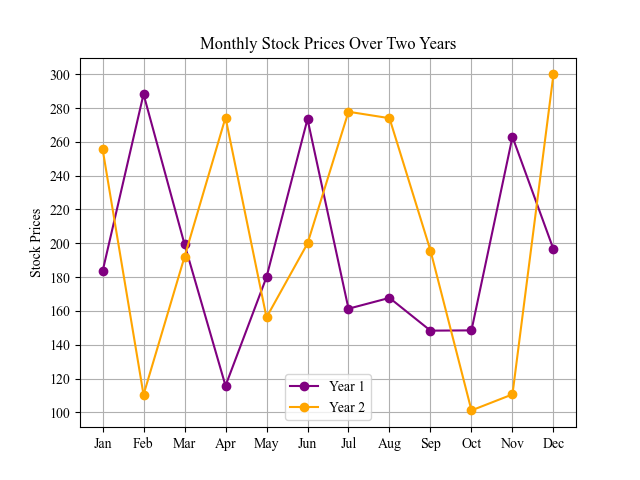 Monthly Stock Prices Over Two Years
Stock Prices
300
280
260
240
220
200
180
160
140
120
100
Jan Feb Mar Apr May Jun Jul Aug Sep Oct Nov Dec
Year 1
Year 2